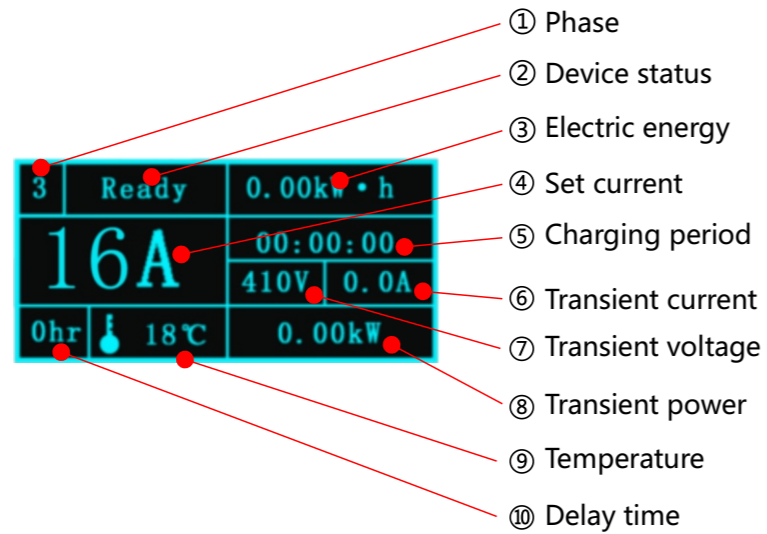 ① Phase
② Device status
③ Electric energy
④ Set current
⑤ Charging period
⑥ Transient current
⑦ Transient voltage
⑧ Transient power
⑨ Temperature
⑩ Delay time
3 Ready 0.00kW•h
16A
00:00:00
410V 0.0A
0hr 18℃ 0.00kW